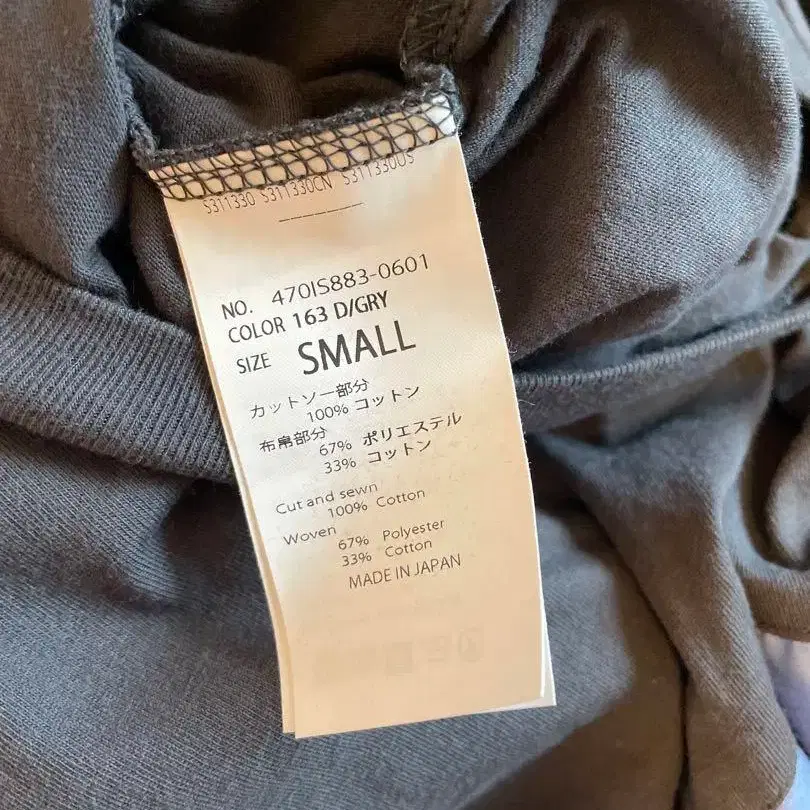 S311330 S311330CN S311330US
NO. 470IS883-0601
COLOR 163 D/GRY
SIZE SMALL
カットソー部分
100% コットン
布帛部分
67% ポリエステル
33% コットン
Cut and sewn
100% Cotton
Woven
67% Polyester
33% Cotton
MADE IN JAPAN